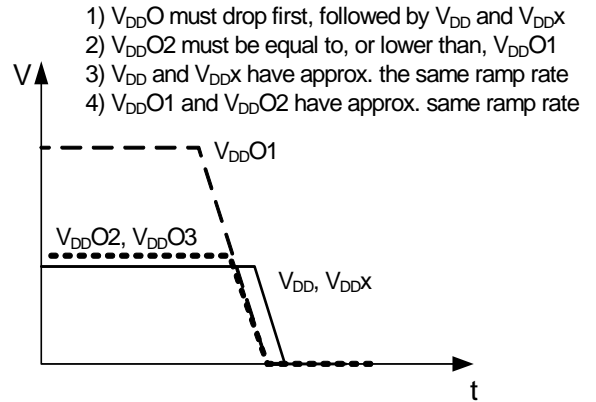 1) VDDO must drop first, followed by VDD and VDDx
2) VDDO2 must be equal to, or lower than, VDDO1
3) VDD and VDDx have approx. the same ramp rate
4) VDDO1 and VDDO2 have approx. same ramp rate
V
VDDO1
VDDO2, VDDO3
VDD, VDDx
t